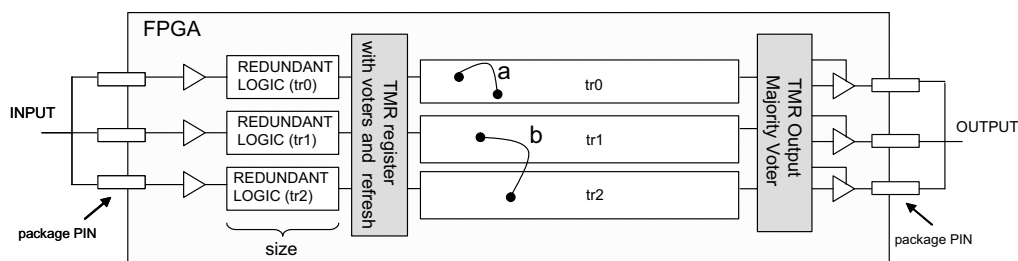 FPGA
INPUT
package PIN
REDUNDANT
LOGIC (tr0)
REDUNDANT
LOGIC (tr1)
REDUNDANT
LOGIC (tr2)
size
TMR register
with voters and refresh
a
tr0
b
tr1
tr2
TMR Output
Majority Voter
OUTPUT
package PIN